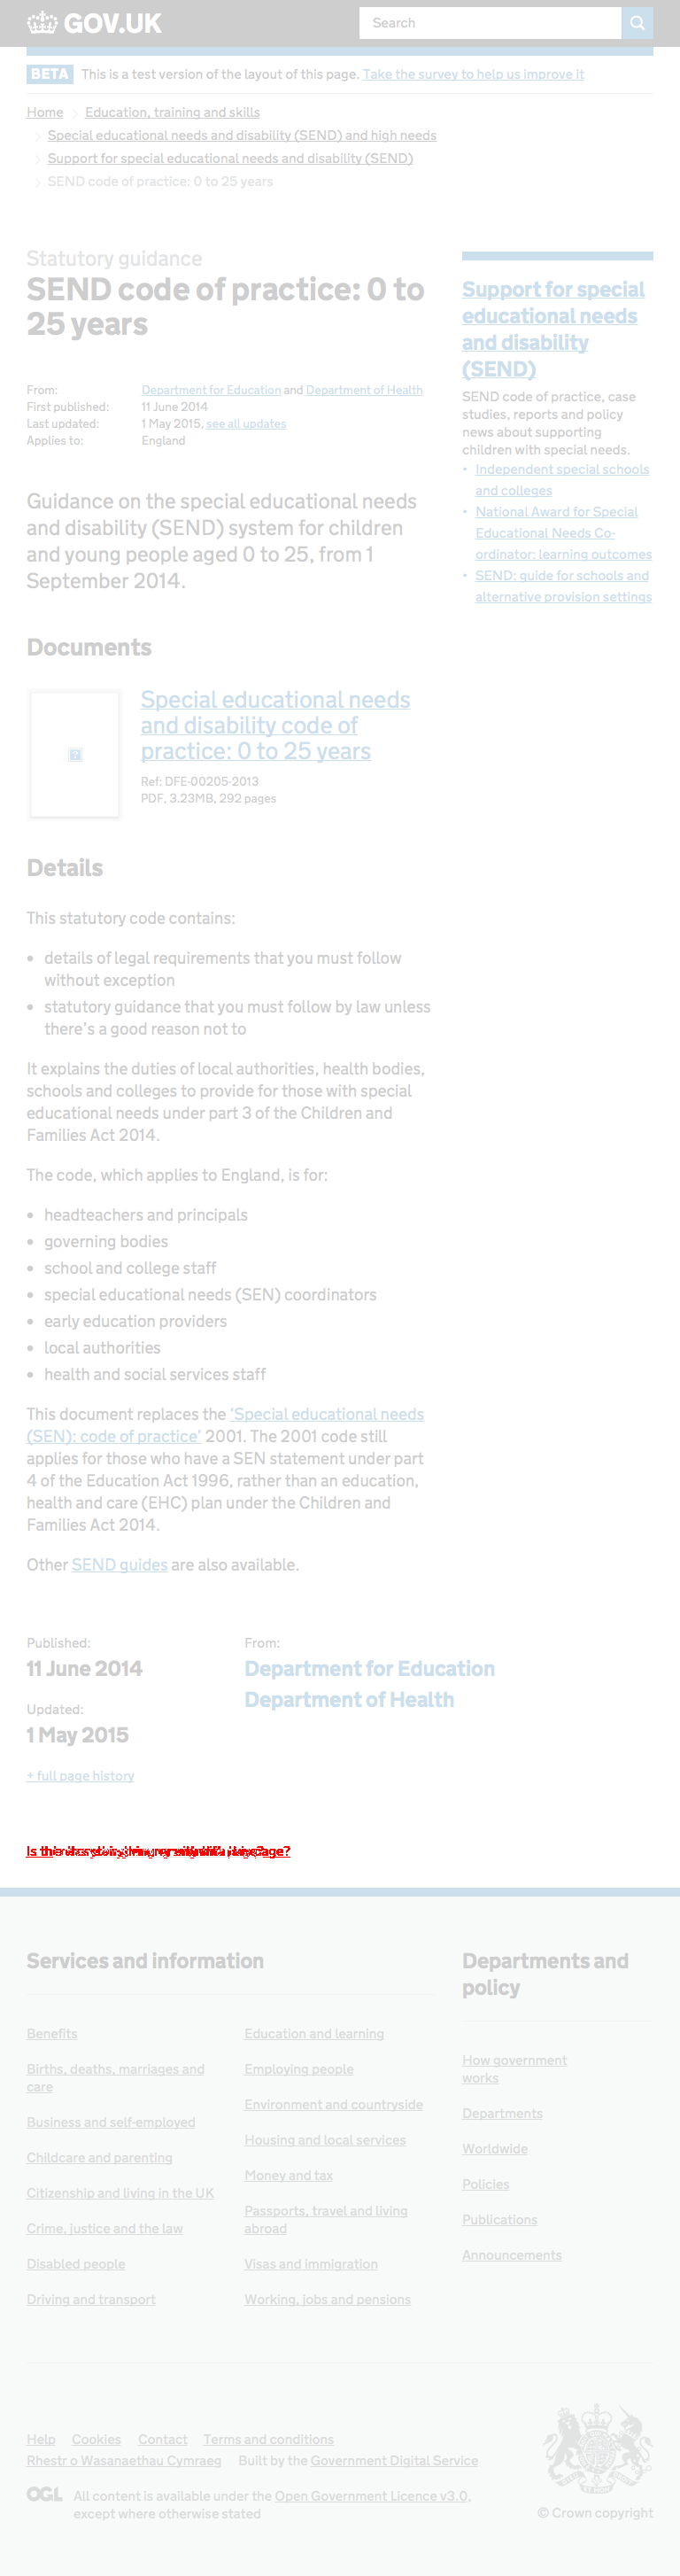 GOV.UK
Search
BETA This is a test version of the layout of this page. Take the survey to help us improve it
Home
Education, training and skills
Special educational needs and disability (SEND) and high needs
Support for special educational needs and disability (SEND)
SEND code of practice: 0 to 25 years
Statutory guidance
SEND code of practice: 0 to
25 years
From: Department for Education and Department of Health
First published: 11 June 2014
Last updated: 1 May 2015, see all updates
Applies to: England
Guidance on the special educational needs
and disability (SEND) system for children
and young people aged 0 to 25, from 1
September 2014.
Support for special
educational needs
and disability
(SEND)
SEND code of practice, case
studies, reports and policy
news about supporting
children with special needs.
• Independent special schools
and colleges
• National Award for Special
Educational Needs Co-
ordinator: learning outcomes
• SEND: guide for schools and
alternative provision settings
Documents
Special educational needs
and disability code of
practice: 0 to 25 years
Ref: DFE-00205-2013
PDF, 3.23MB, 292 pages
Details
This statutory code contains:
• details of legal requirements that you must follow
without exception
• statutory guidance that you must follow by law unless
there's a good reason not to
It explains the duties of local authorities, health bodies,
schools and colleges to provide for those with special
educational needs under part 3 of the Children and
Families Act 2014.
The code, which applies to England, is for:
• headteachers and principals
• governing bodies
• school and college staff
• special educational needs (SEN) coordinators
• early education providers
• local authorities
• health and social services staff
This document replaces the ‘Special educational needs
(SEN): code of practice’ 2001. The 2001 code still
applies for those who have a SEN statement under part
4 of the Education Act 1996, rather than an education,
health and care (EHC) plan under the Children and
Families Act 2014.
Other SEND guides are also available.
Published:
11 June 2014
Updated:
1 May 2015
+ full page history
From:
Department for Education
Department of Health
Services and information
Benefits
Births, deaths, marriages and
care
Business and self-employed
Childcare and parenting
Citizenship and living in the UK
Crime, justice and the law
Disabled people
Driving and transport
Education and learning
Employing people
Environment and countryside
Housing and local services
Money and tax
Passports, travel and living
abroad
Visas and immigration
Working, jobs and pensions
Departments and
policy
How government
works
Departments
Worldwide
Policies
Publications
Announcements
Help Cookies Contact Terms and conditions
Rhestr o Wasanaethau Cymraeg Built by the Government Digital Service
OGL All content is available under the Open Government Licence v3.0,
except where otherwise stated
© Crown copyright